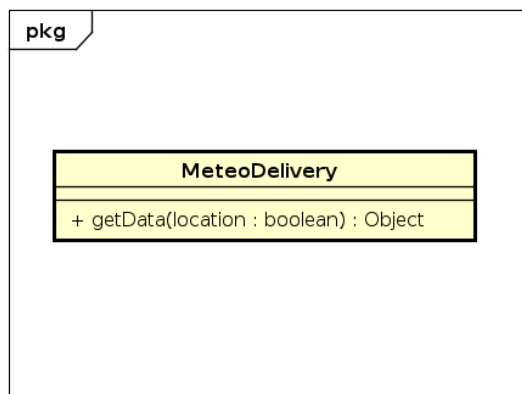 pkg
MeteoDelivery
+ getData(location : boolean) : Object